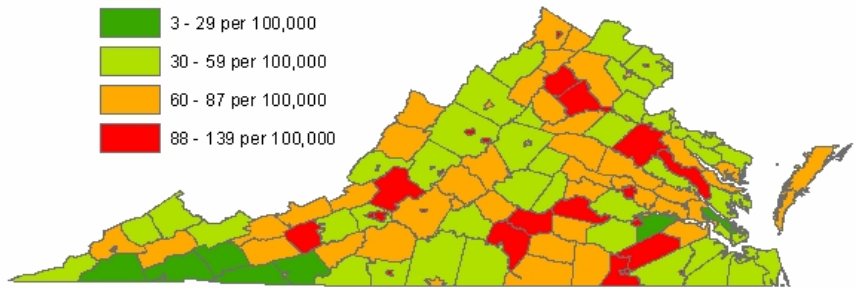 3 - 29 per 100,000
30 - 59 per 100,000
60 - 87 per 100,000
88 - 139 per 100,000